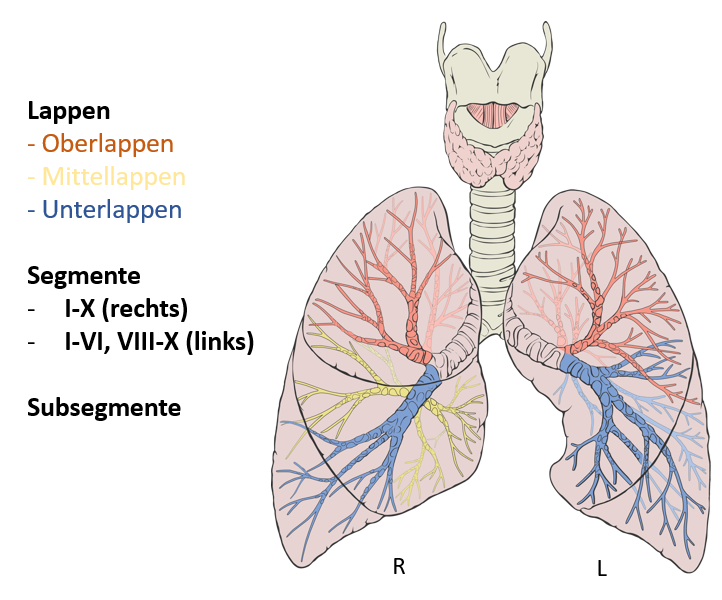 Lappen
- Oberlappen
- Mittellappen
- Unterlappen
Segmente
- I-X (rechts)
- I-VI, VIII-X (links)
Subsegmente
R
L